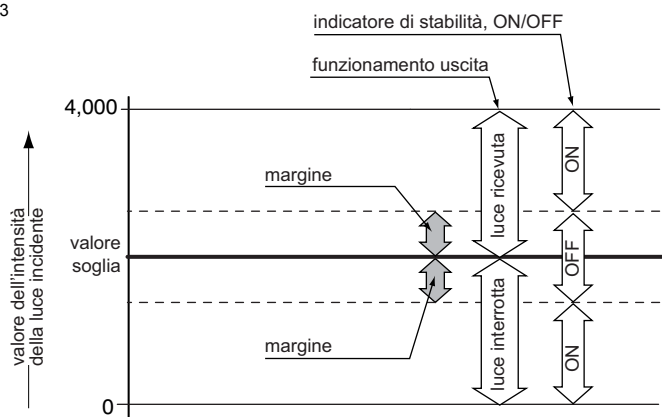 3
indicatore di stabilità, ON/OFF
funzionamento uscita
4,000
margine
luce ricevuta
ON
valore dell'intensità
della luce incidente
valore
soglia
OFF
margine
luce interrotta
ON
0